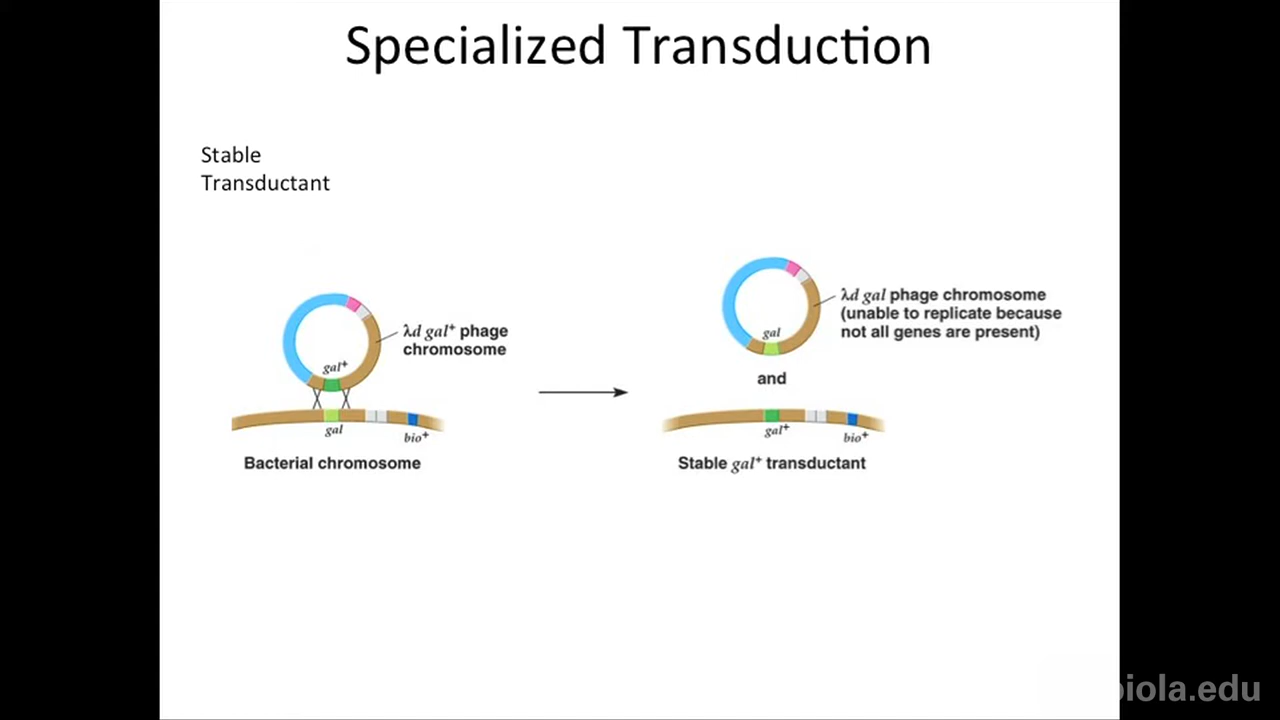 Specialized Transduction
Stable
Transductant
λd gal⁺ phage
chromosome
gal⁺
gal
bio⁺
Bacterial chromosome
λd gal phage chromosome
(unable to replicate because
not all genes are present)
gal
and
gal⁺
bio⁺
Stable gal⁺ transductant
biola.edu